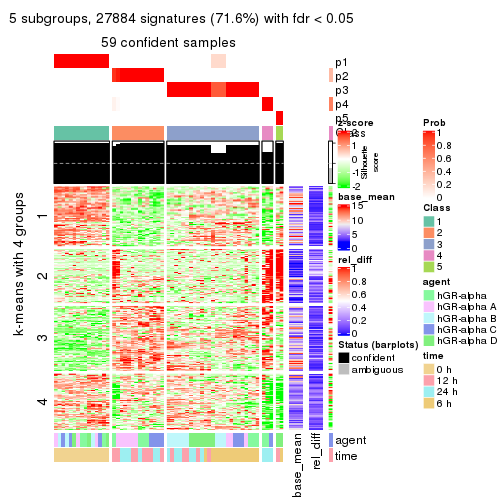 5 subgroups, 27884 signatures (71.6%) with fdr < 0.05
59 confident samples
p1
p2
p3
p4
p5
Class
Silhouette
score
1
2
3
4
k-means with 4 groups
agent
time
base_mean
rel_diff
z-score
2
1
0
-1
-2
base_mean
15
10
5
0
rel_diff
1
0.8
0.6
0.4
0.2
0
Status (barplots)
confident
ambiguous
Prob
1
0.8
0.6
0.4
0.2
0
Class
1
2
3
4
5
agent
hGR-alpha
hGR-alpha A
hGR-alpha B
hGR-alpha C
hGR-alpha D
time
0 h
12 h
24 h
6 h